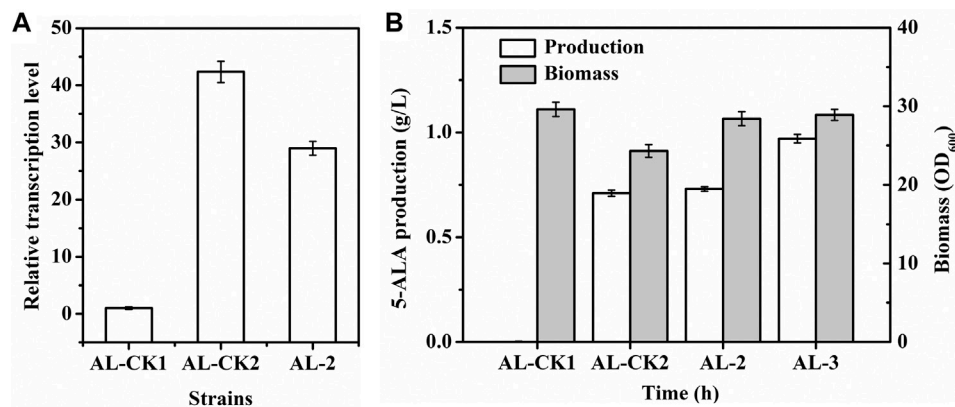 A
Relative transcription level
50
40
30
20
10
0
AL-CK1 AL-CK2 AL-2
Strains
B
5-ALA production (g/L)
1.5
1.0
0.5
0.0
Production
Biomass
40
30
20
10
0
Biomass (OD600)
AL-CK1 AL-CK2 AL-2 AL-3
Time (h)